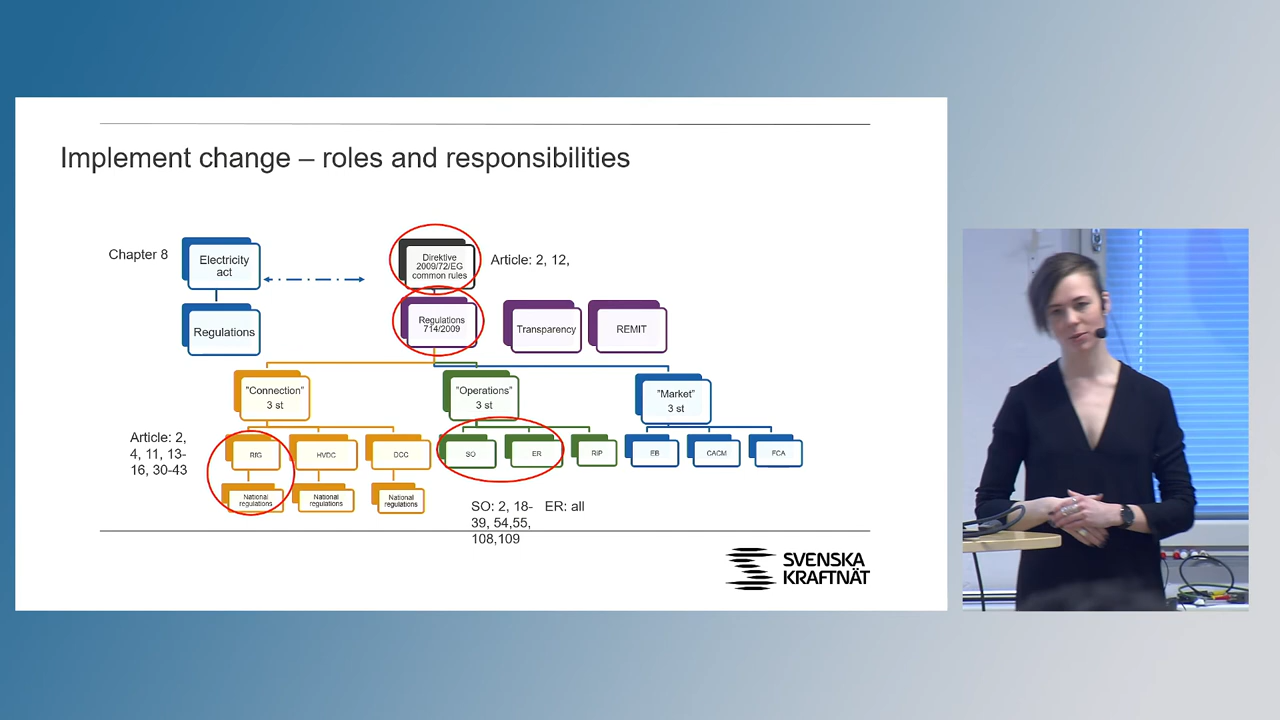 Implement change – roles and responsibilities
Chapter 8
Electricity
act
Direktive
2009/72/EG
common rules
Article: 2, 12,
Regulations
Regulations
714/2009
Transparency
REMIT
"Connection"
3 st
"Operations"
3 st
"Market"
3 st
Article: 2,
4, 11, 13-
16, 30-43
RfG
HVDC
DCC
SO
ER
RIP
EB
CACM
FCA
National
regulations
National
regulations
National
regulations
SO: 2, 18-
39, 54,55,
108,109
ER: all
SVENSKA
KRAFTNÄT